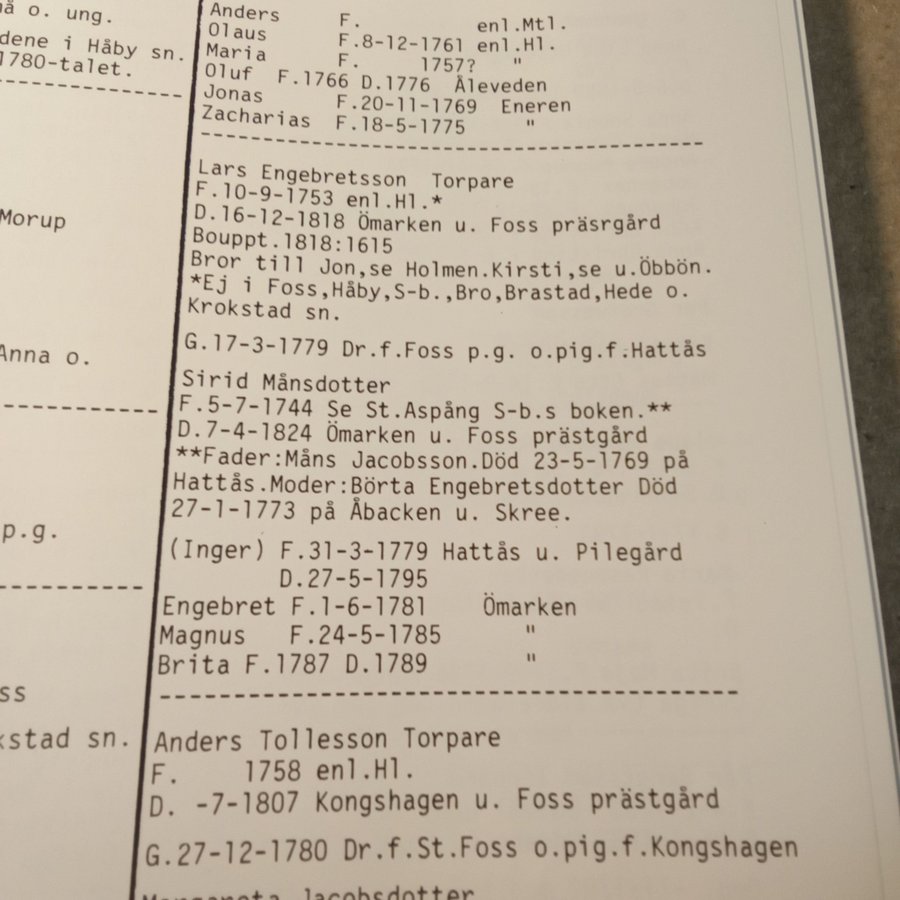 å o. ung.
dene i Håby sn.
1780-talet.
Morup
Anna o.
p.g.
ss
kstad sn.
Anders F. enl.Mtl.
Olaus F.8-12-1761 enl.Hl.
Maria F. 1757? "
Oluf F.1766 D.1776 Åleveden
Jonas F.20-11-1769 Eneren
Zacharias F.18-5-1775 "
Lars Engebretsson Torpare
F.10-9-1753 enl.Hl.*
D.16-12-1818 Ömarken u. Foss präsrgård
Bouppt.1818:1615
Bror till Jon,se Holmen.Kirsti,se u.Öbbön.
*Ej i Foss,Håby,S-b.,Bro,Brastad,Hede o.
Krokstad sn.
G.17-3-1779 Dr.f.Foss p.g. o.pig.f.Hattås
Sirid Månsdotter
F.5-7-1744 Se St.Aspång S-b.s boken.**
D.7-4-1824 Ömarken u. Foss prästgård
**Fader:Måns Jacobsson.Död 23-5-1769 på
Hattås.Moder:Börta Engebretsdotter Död
27-1-1773 på Åbacken u. Skree.
(Inger) F.31-3-1779 Hattås u. Pilegård
D.27-5-1795
Engebret F.1-6-1781 Ömarken
Magnus F.24-5-1785 "
Brita F.1787 D.1789 "
Anders Tollesson Torpare
F. 1758 enl.Hl.
D. -7-1807 Kongshagen u. Foss prästgård
G.27-12-1780 Dr.f.St.Foss o.pig.f.Kongshagen
Jacobsdotter